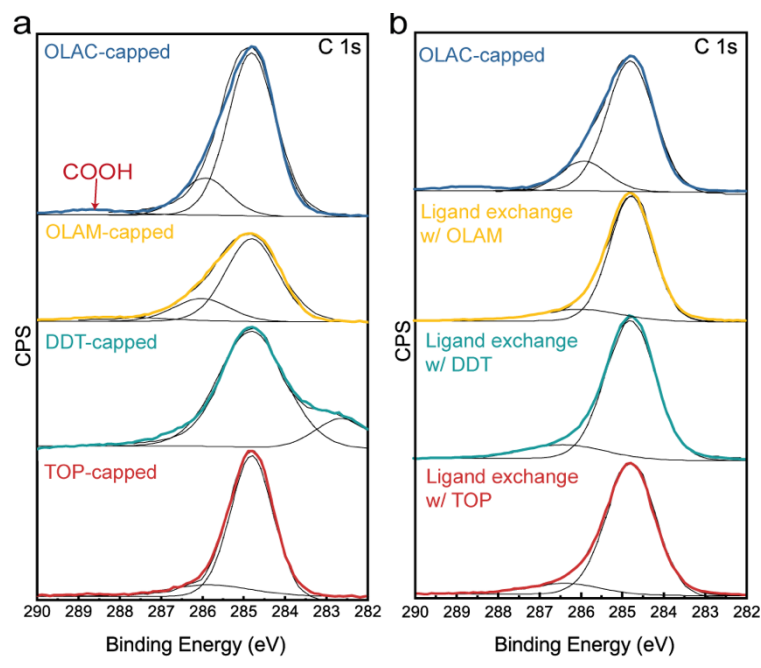 a
C 1s
OLAC-capped
COOH
OLAM-capped
DDT-capped
TOP-capped
CPS
290 289 288 287 286 285 284 283 282
Binding Energy (eV)
b
C 1s
OLAC-capped
Ligand exchange
w/ OLAM
Ligand exchange
w/ DDT
Ligand exchange
w/ TOP
CPS
290 289 288 287 286 285 284 283 282
Binding Energy (eV)